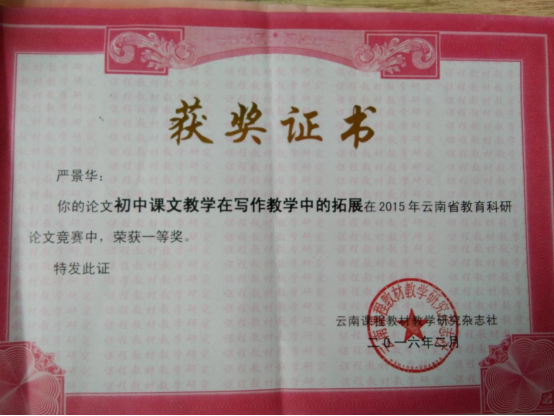 获奖证书
严景华：
你的论文初中课文教学在写作教学中的拓展在2015年云南省教育科研
论文竞赛中，荣获一等奖。
特发此证
云南课程教材教学研究杂志社
二〇一六年 月